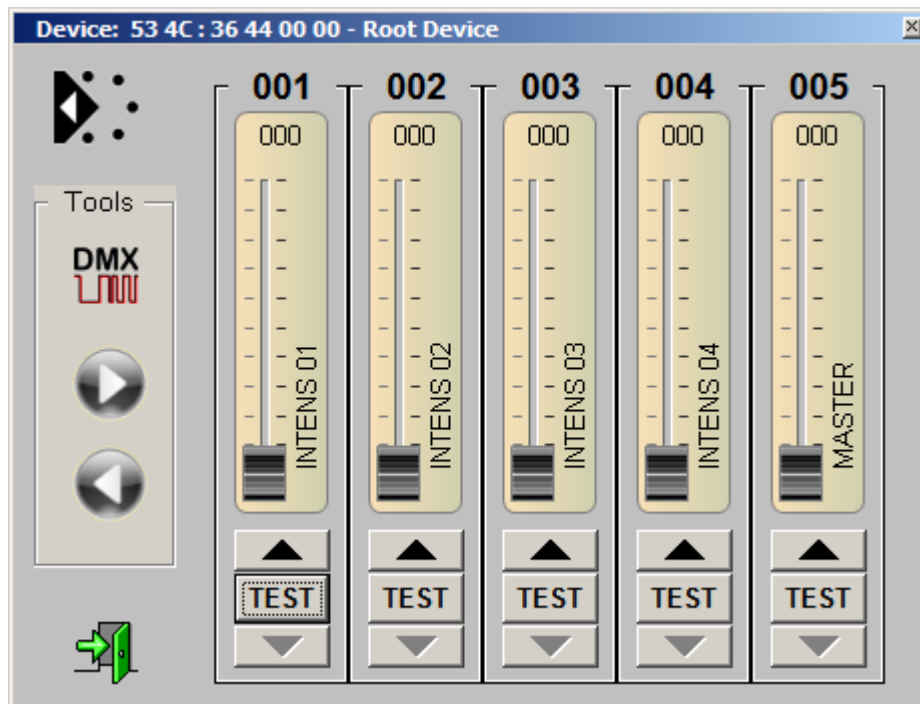 Device: 53 4C : 36 44 00 00 - Root Device
001 002 003 004 005
000 000 000 000 000
Tools
DMX
INTENS 01 INTENS 02 INTENS 03 INTENS 04 MASTER
TEST TEST TEST TEST TEST